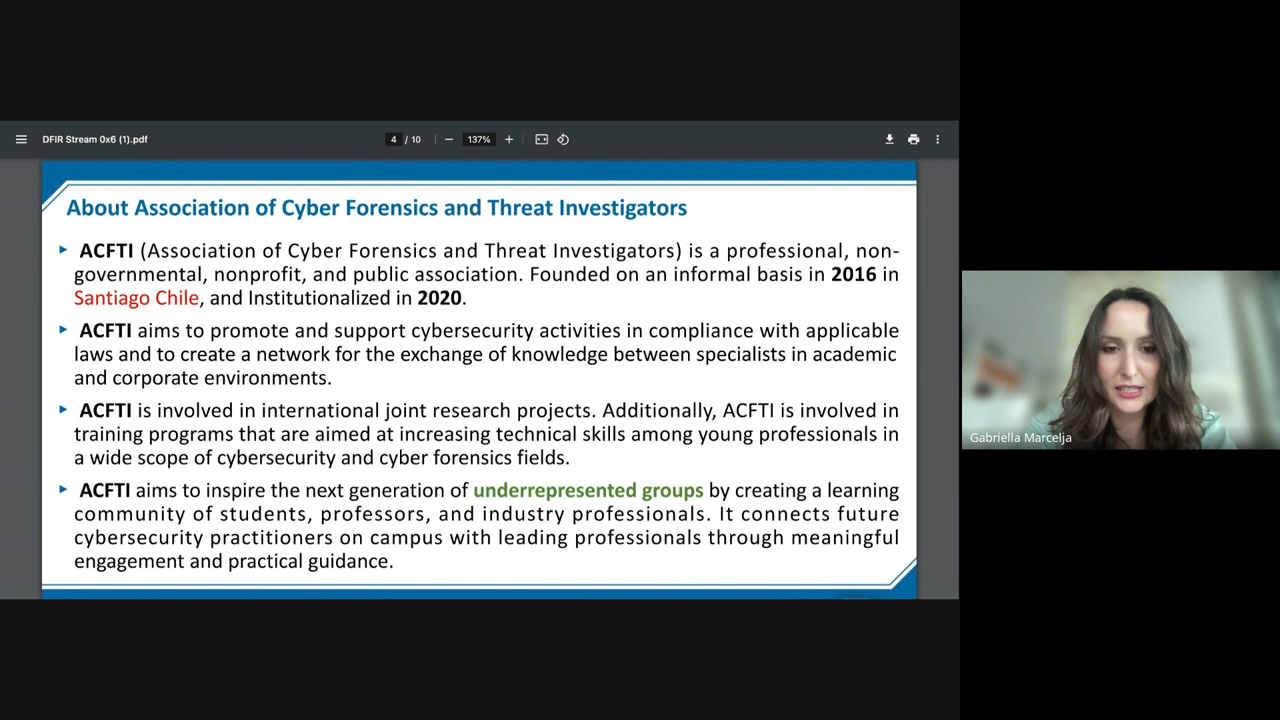 DFIR Stream 0x6 (1).pdf
4 / 10
137%
About Association of Cyber Forensics and Threat Investigators
ACFTI (Association of Cyber Forensics and Threat Investigators) is a professional, non-
governmental, nonprofit, and public association. Founded on an informal basis in 2016 in
Santiago Chile, and Institutionalized in 2020.
ACFTI aims to promote and support cybersecurity activities in compliance with applicable
laws and to create a network for the exchange of knowledge between specialists in academic
and corporate environments.
ACFTI is involved in international joint research projects. Additionally, ACFTI is involved in
training programs that are aimed at increasing technical skills among young professionals in
a wide scope of cybersecurity and cyber forensics fields.
ACFTI aims to inspire the next generation of underrepresented groups by creating a learning
community of students, professors, and industry professionals. It connects future
cybersecurity practitioners on campus with leading professionals through meaningful
engagement and practical guidance.
Gabriella Marcelja